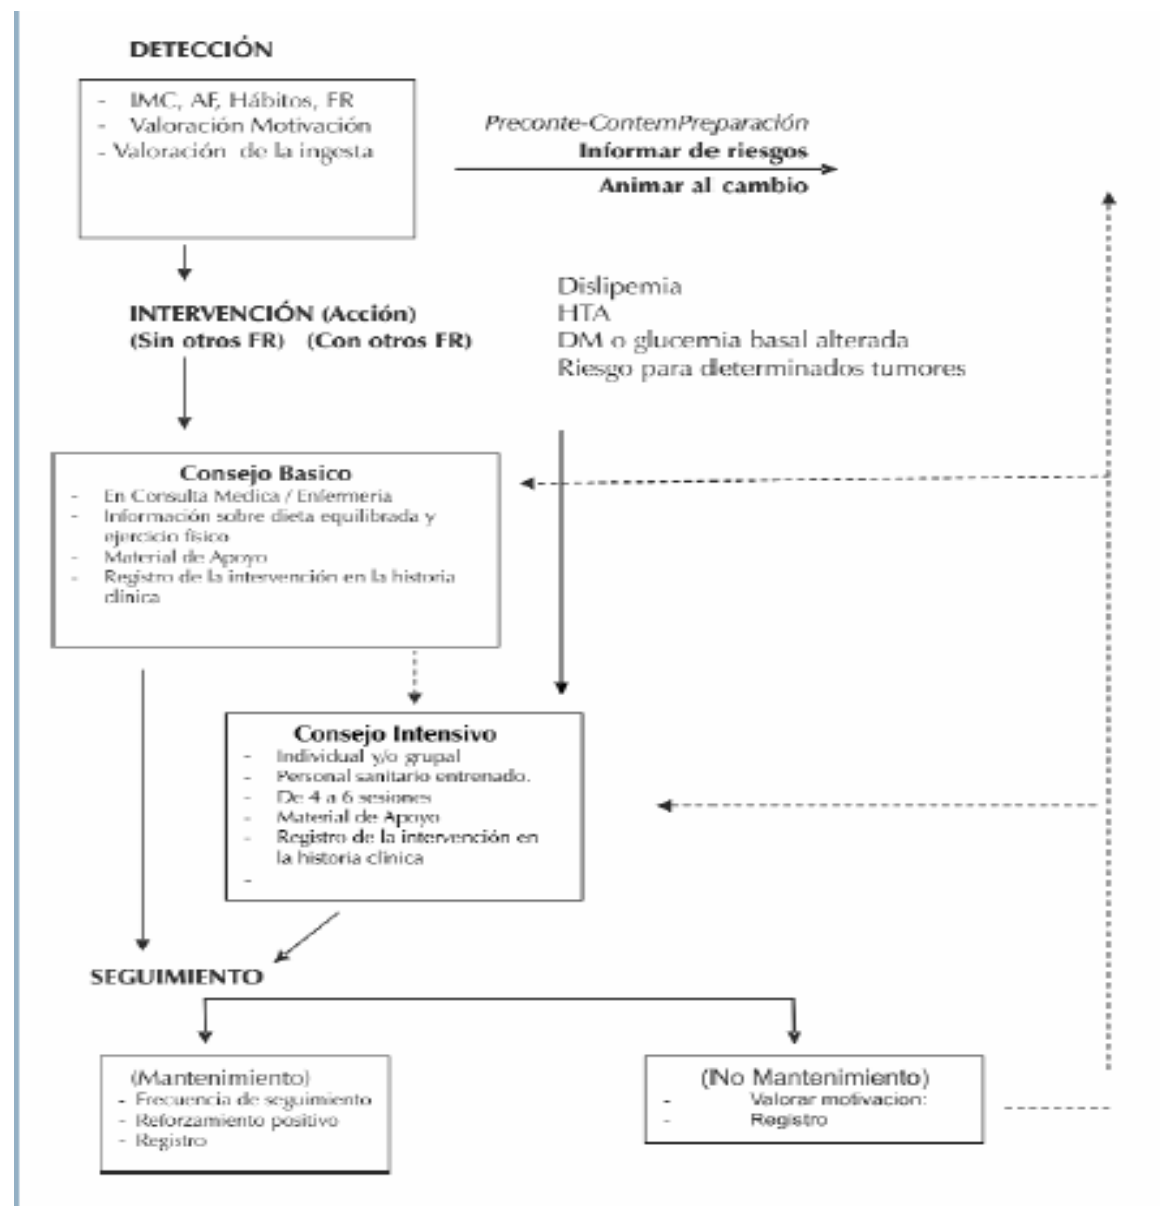 DETECCIÓN
- IMC, AF, Hábitos, FR
- Valoración Motivación
- Valoración de la ingesta
Preconte-ContemPreparación
Informar de riesgos
Animar al cambio
INTERVENCIÓN (Acción)
(Sin otros FR) (Con otros FR)
Dislipemia
HTA
DM o glucemia basal alterada
Riesgo para determinados tumores
Consejo Basico
- En Consulta Medica / Enfermeria
- Información sobre dieta equilibrada y
ejercicio físico
- Material de Apoyo
- Registro de la intervención en la historia
clínica
Consejo Intensivo
- Individual y/o grupal
- Personal sanitario entrenado.
- De 4 a 6 sesiones
- Material de Apoyo
- Registro de la intervención en
la historia clínica
-
SEGUIMIENTO
(Mantenimiento)
- Frecuencia de seguimiento
- Reforzamiento positivo
- Registro
(No Mantenimiento)
- Valorar motivacion:
- Registro